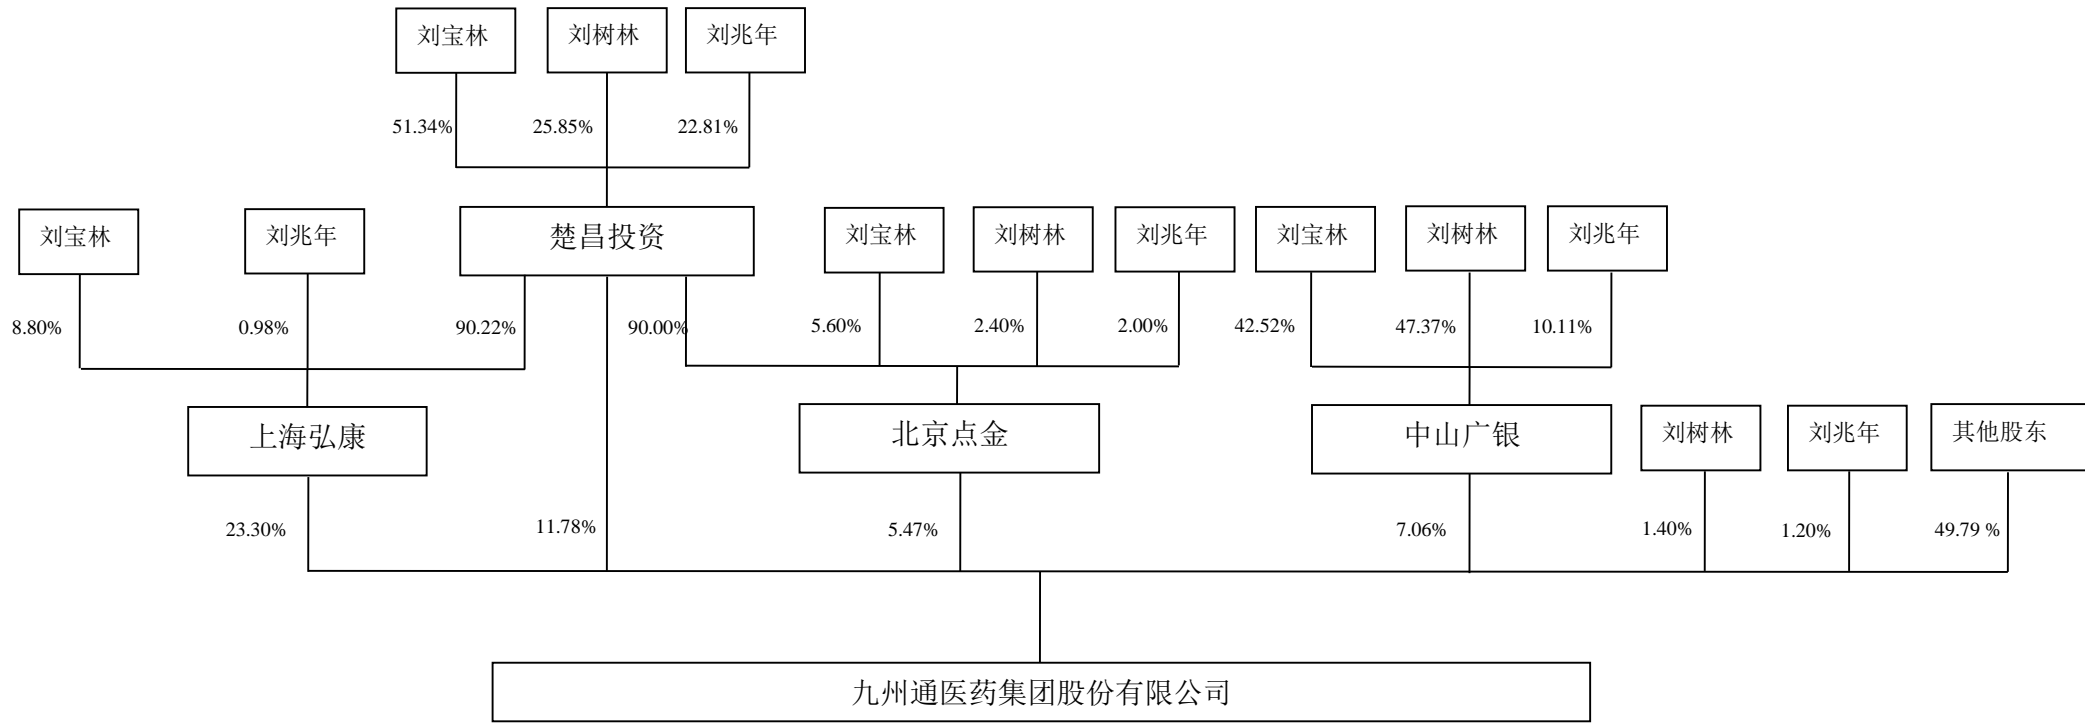 刘宝林
刘树林
刘兆年
51.34%
25.85%
22.81%
刘宝林
刘兆年
楚昌投资
刘宝林
刘树林
刘兆年
刘宝林
刘树林
刘兆年
8.80%
0.98%
90.22%
90.00%
5.60%
2.40%
2.00%
42.52%
47.37%
10.11%
上海弘康
北京点金
中山广银
刘树林
刘兆年
其他股东
23.30%
11.78%
5.47%
7.06%
1.40%
1.20%
49.79 %
九州通医药集团股份有限公司